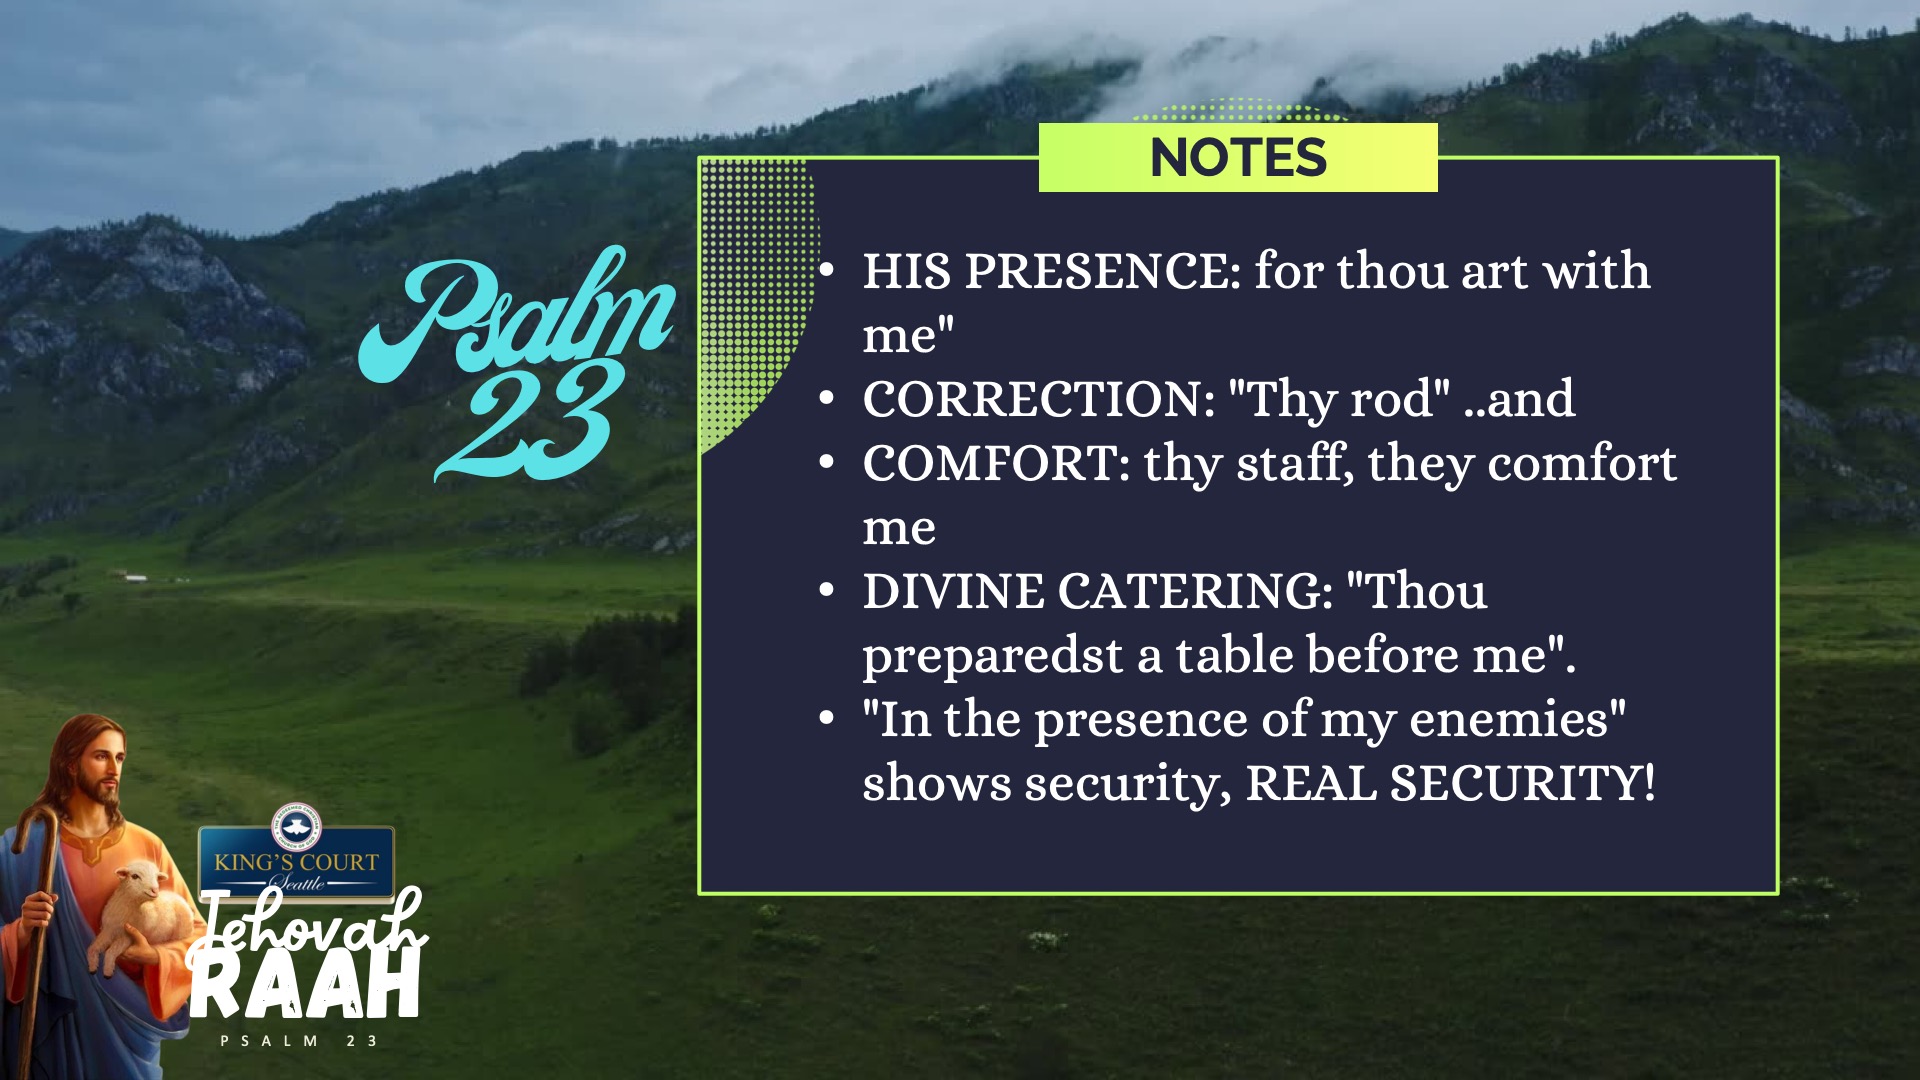 NOTES
Psalm
23
• HIS PRESENCE: for thou art with
me"
• CORRECTION: "Thy rod" ..and
• COMFORT: thy staff, they comfort
me
• DIVINE CATERING: "Thou
preparedst a table before me".
• "In the presence of my enemies"
shows security, REAL SECURITY!
KING'S COURT
Seattle
Jehovah
RAAH
PSALM 23